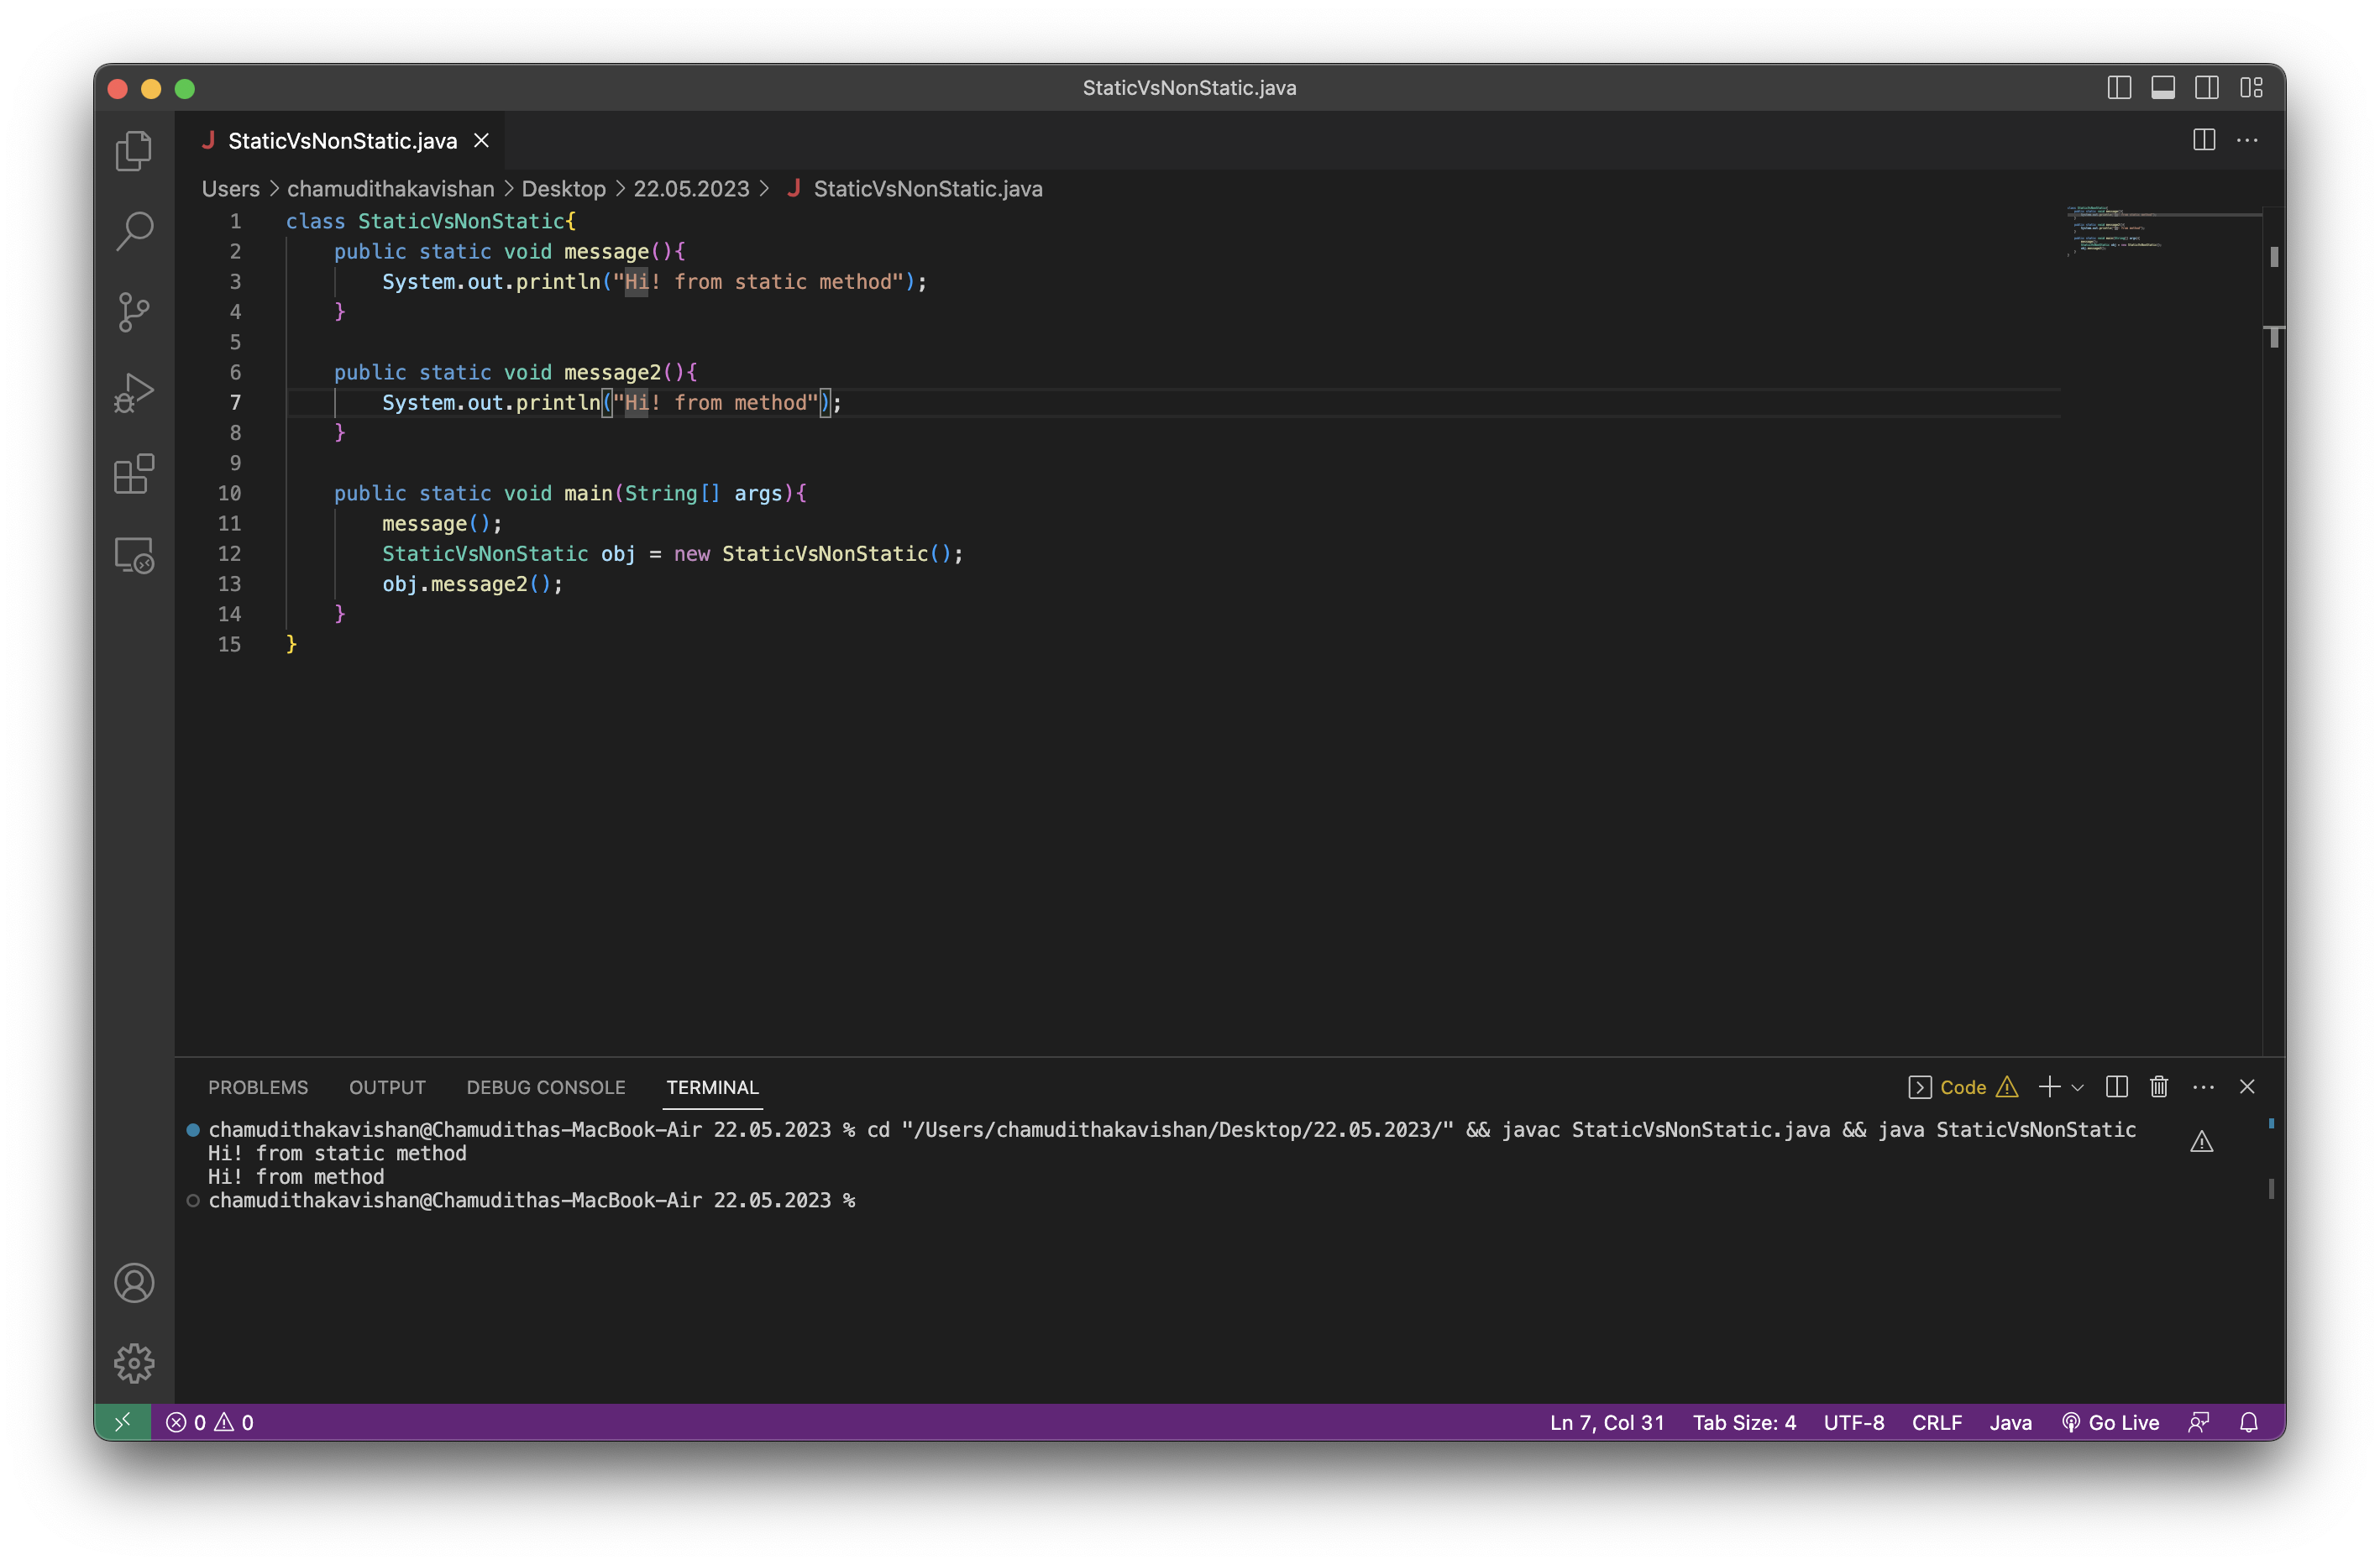 StaticVsNonStatic.java
J StaticVsNonStatic.java
Users > chamudithakavishan > Desktop > 22.05.2023 > J StaticVsNonStatic.java
1 class StaticVsNonStatic{
2 public static void message(){
3 System.out.println("Hi! from static method");
4 }
5
6 public static void message2(){
7 System.out.println("Hi! from method");
8 }
9
10 public static void main(String[] args){
11 message();
12 StaticVsNonStatic obj = new StaticVsNonStatic();
13 obj.message2();
14 }
15 }
PROBLEMS OUTPUT DEBUG CONSOLE TERMINAL Code
chamudithakavishan@Chamudithas-MacBook-Air 22.05.2023 % cd "/Users/chamudithakavishan/Desktop/22.05.2023/" && javac StaticVsNonStatic.java && java StaticVsNonStatic
Hi! from static method
Hi! from method
chamudithakavishan@Chamudithas-MacBook-Air 22.05.2023 %
0 0 Ln 7, Col 31 Tab Size: 4 UTF-8 CRLF Java Go Live